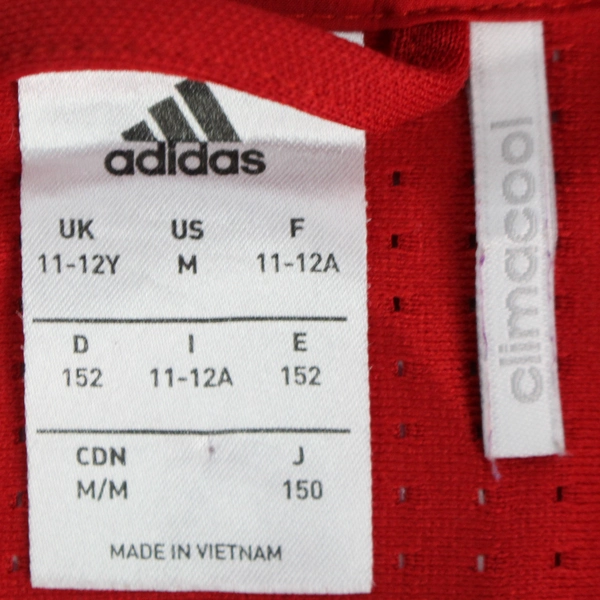 adidas
UK US F
11-12Y M 11-12A
D I E
152 11-12A 152
CDN J
M/M 150
MADE IN VIETNAM
climacool